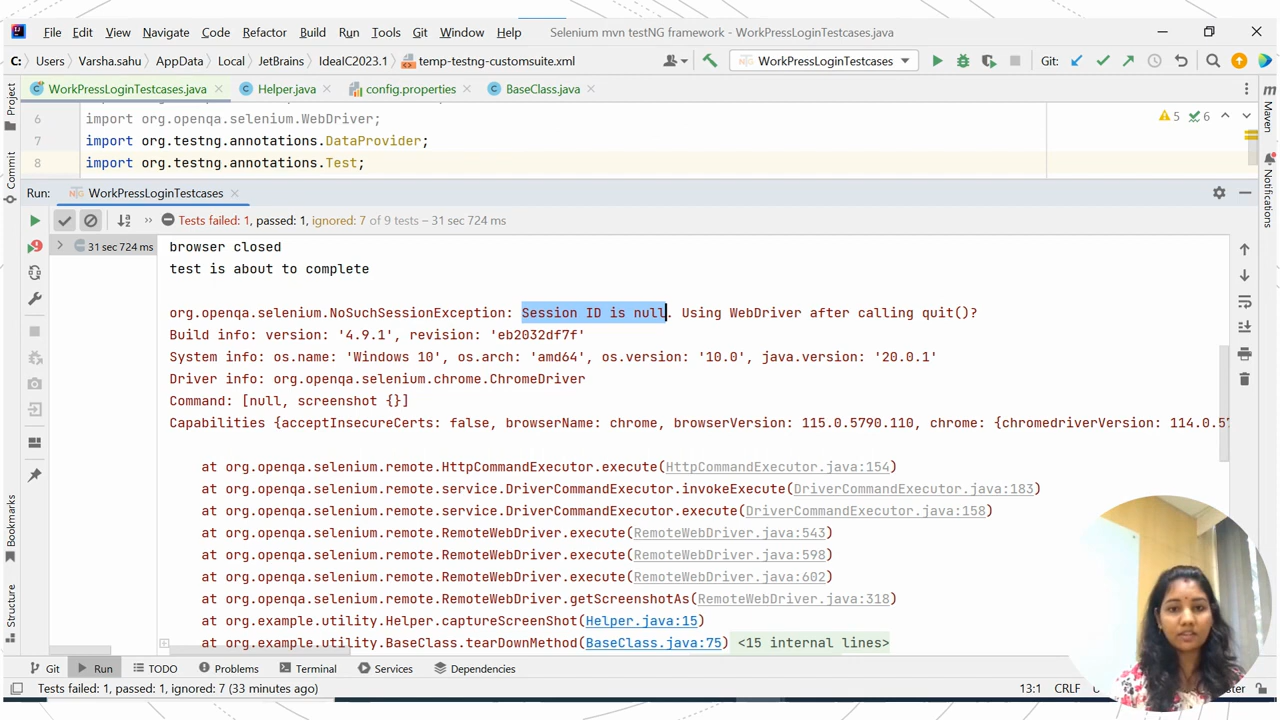 File Edit View Navigate Code Refactor Build Run Tools Git Window Help Selenium mvn testNG framework - WorkPressLoginTestcases.java
C: Users Varsha.sahu AppData Local JetBrains IdeaIC2023.1 temp-testng-customsuite.xml WorkPressLoginTestcases Git:
WorkPressLoginTestcases.java Helper.java config.properties BaseClass.java
Project
Commit
Bookmarks
Structure
Maven
Notifications
6 import org.openqa.selenium.WebDriver; 5 6
7 import org.testng.annotations.DataProvider;
8 import org.testng.annotations.Test;
Run: WorkPressLoginTestcases
Tests failed: 1, passed: 1, ignored: 7 of 9 tests – 31 sec 724 ms
31 sec 724 ms browser closed
test is about to complete
org.openqa.selenium.NoSuchSessionException: Session ID is null. Using WebDriver after calling quit()?
Build info: version: '4.9.1', revision: 'eb2032df7f'
System info: os.name: 'Windows 10', os.arch: 'amd64', os.version: '10.0', java.version: '20.0.1'
Driver info: org.openqa.selenium.chrome.ChromeDriver
Command: [null, screenshot {}]
Capabilities {acceptInsecureCerts: false, browserName: chrome, browserVersion: 115.0.5790.110, chrome: {chromedriverVersion: 114.0.57
at org.openqa.selenium.remote.HttpCommandExecutor.execute(HttpCommandExecutor.java:154)
at org.openqa.selenium.remote.service.DriverCommandExecutor.invokeExecute(DriverCommandExecutor.java:183)
at org.openqa.selenium.remote.service.DriverCommandExecutor.execute(DriverCommandExecutor.java:158)
at org.openqa.selenium.remote.RemoteWebDriver.execute(RemoteWebDriver.java:543)
at org.openqa.selenium.remote.RemoteWebDriver.execute(RemoteWebDriver.java:598)
at org.openqa.selenium.remote.RemoteWebDriver.execute(RemoteWebDriver.java:602)
at org.openqa.selenium.remote.RemoteWebDriver.getScreenshotAs(RemoteWebDriver.java:318)
at org.example.utility.Helper.captureScreenShot(Helper.java:15)
at org.example.utility.BaseClass.tearDownMethod(BaseClass.java:75) <15 internal lines>
Git Run TODO Problems Terminal Services Dependencies
Tests failed: 1, passed: 1, ignored: 7 (33 minutes ago) 13:1 CRLF